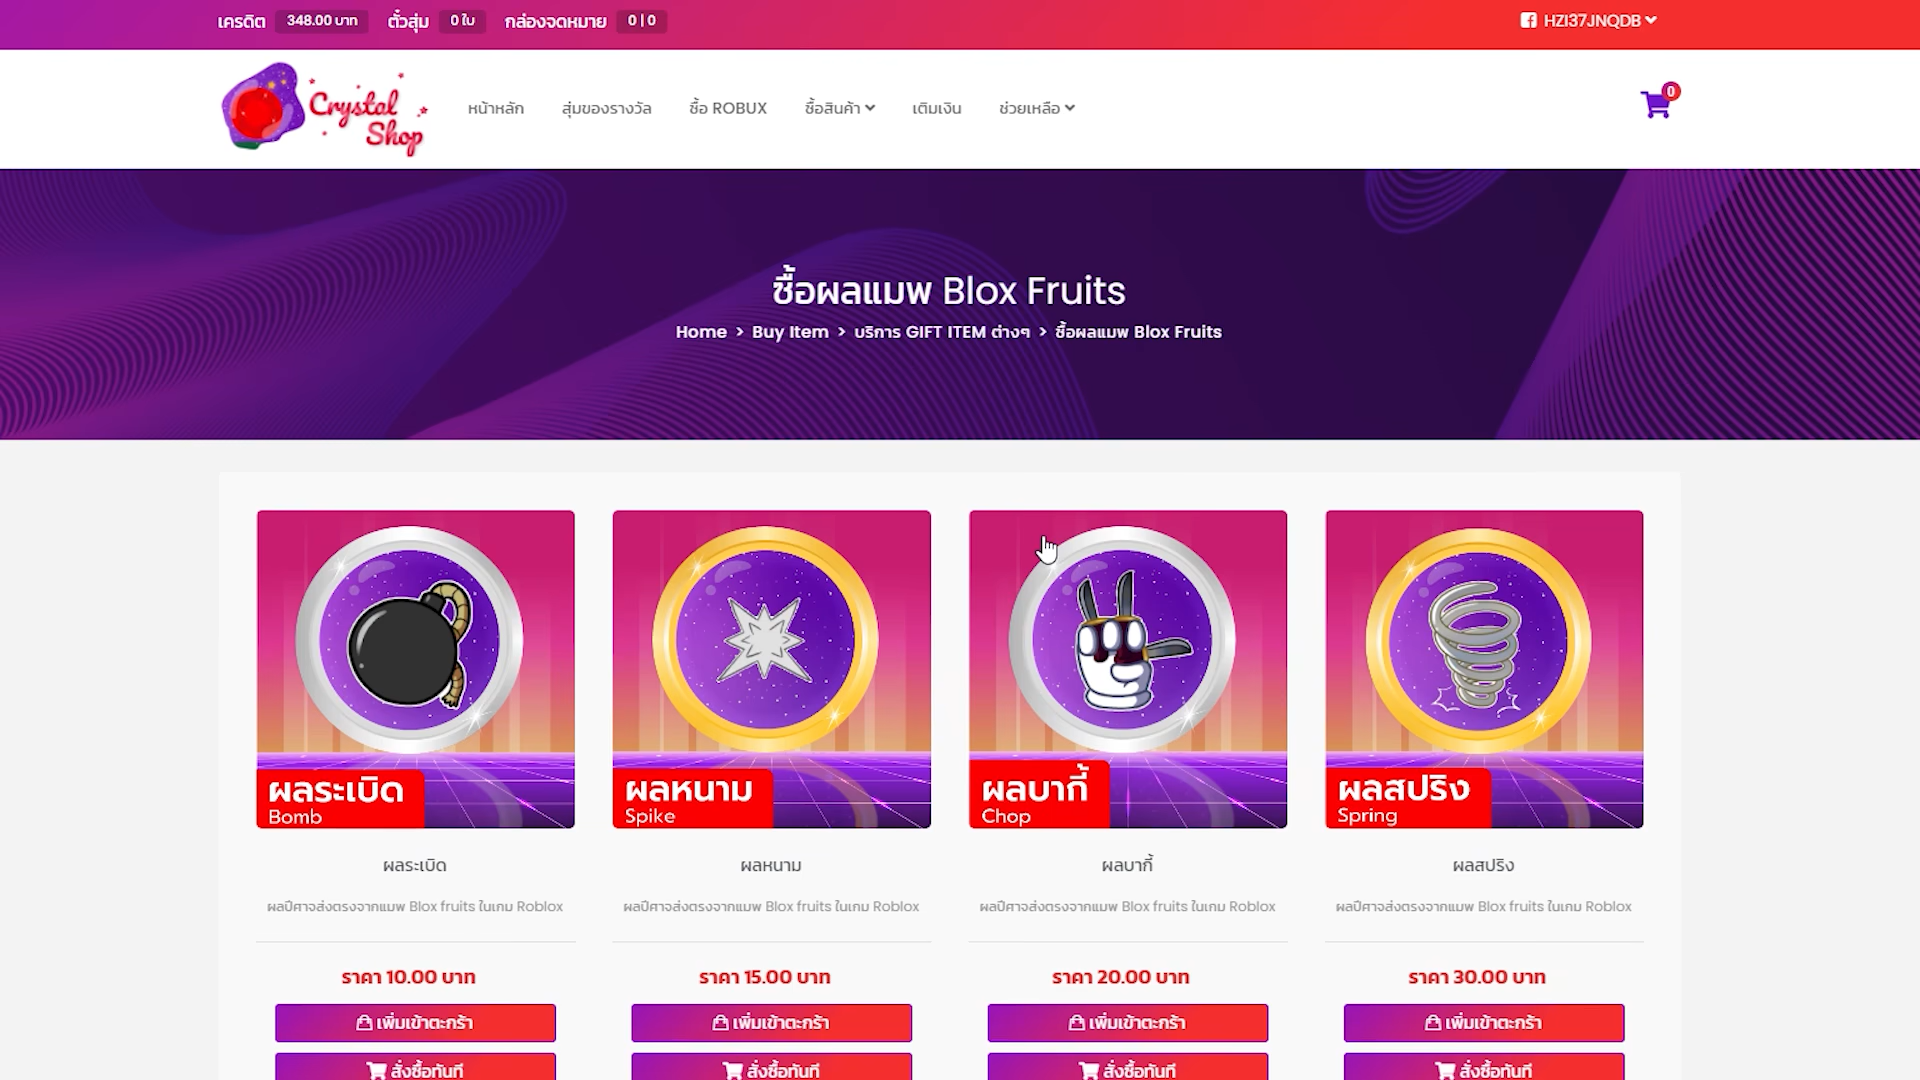 เครดิต 348.00 บาท ตั๋วสุ่ม 0 ใบ กล่องจดหมาย 0 | 0 HZI37JNQDB
Crystal Shop หน้าหลัก สุ่มของรางวัล ซื้อ ROBUX ซื้อสินค้า เติมเงิน ช่วยเหลือ 0
ซื้อผลแมพ Blox Fruits
Home > Buy Item > บริการ GIFT ITEM ต่างๆ > ซื้อผลแมพ Blox Fruits
ผลระเบิด ผลหนาม ผลบากี้ ผลสปริง
Bomb Spike Chop Spring
ผลระเบิด ผลหนาม ผลบากี้ ผลสปริง
ผลปีศาจส่งตรงจากแมพ Blox fruits ในเกม Roblox ผลปีศาจส่งตรงจากแมพ Blox fruits ในเกม Roblox ผลปีศาจส่งตรงจากแมพ Blox fruits ในเกม Roblox ผลปีศาจส่งตรงจากแมพ Blox fruits ในเกม Roblox
ราคา 10.00 บาท ราคา 15.00 บาท ราคา 20.00 บาท ราคา 30.00 บาท
เพิ่มเข้าตะกร้า เพิ่มเข้าตะกร้า เพิ่มเข้าตะกร้า เพิ่มเข้าตะกร้า
สั่งซื้อทันที สั่งซื้อทันที สั่งซื้อทันที สั่งซื้อทันที